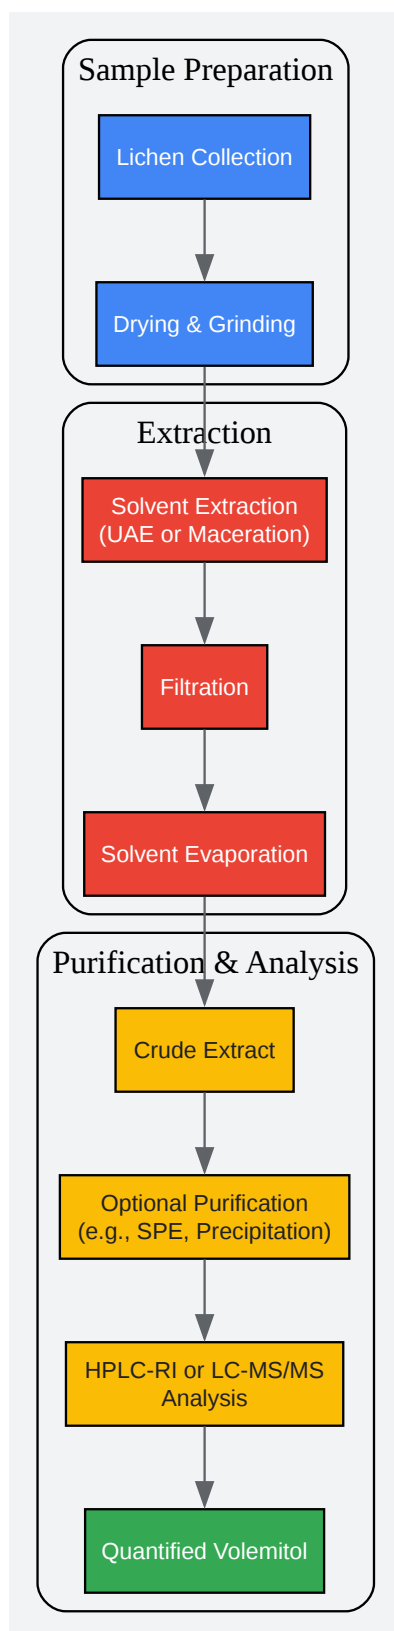 Sample Preparation
Lichen Collection
Drying & Grinding
Extraction
Solvent Extraction
(UAE or Maceration)
Filtration
Solvent Evaporation
Purification & Analysis
Crude Extract
Optional Purification
(e.g., SPE, Precipitation)
HPLC-RI or LC-MS/MS
Analysis
Quantified Volemitol